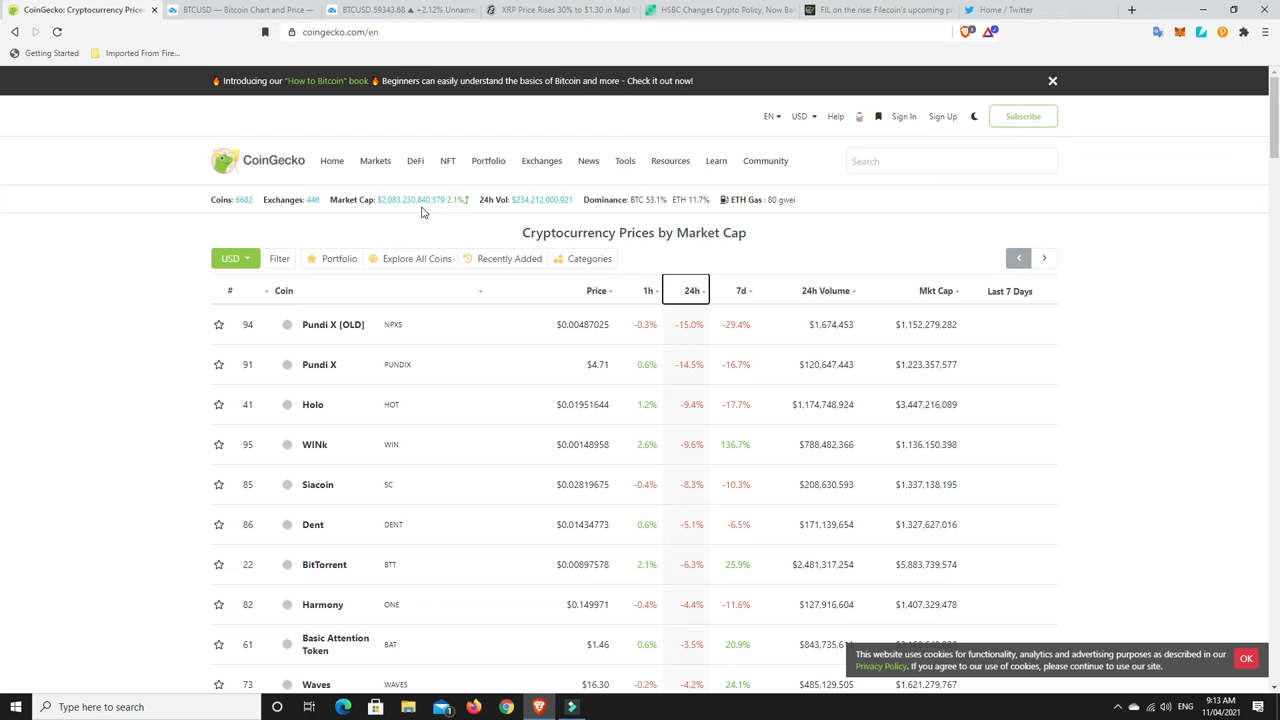 CoinGecko: Cryptocurrency Prices
BTCUSD — Bitcoin Chart and Price —
BTCUSD 59343.68 ▲ +2.12% Unname
XRP Price Rises 30% to $1.30 in Mad
HSBC Changes Crypto Policy, Now Ba
FIL on the rise: Filecoin's upcoming pr
Home / Twitter
coingecko.com/en
Getting Started
Imported From Fire...
Introducing our "How to Bitcoin" book Beginners can easily understand the basics of Bitcoin and more - Check it out now!
EN USD Help Sign In Sign Up Subscribe
CoinGecko Home Markets DeFi NFT Portfolio Exchanges News Tools Resources Learn Community Search
Coins: 6682 Exchanges: 446 Market Cap: $2,083,230,840,579 2.1% 24h Vol: $234,212,000,921 Dominance: BTC 53.1% ETH 11.7% ETH Gas: 80 gwei
Cryptocurrency Prices by Market Cap
USD Filter Portfolio Explore All Coins Recently Added Categories
# Coin Price 1h 24h 7d 24h Volume Mkt Cap Last 7 Days
94 Pundi X [OLD] NPXS $0.00487025 -0.3% -15.0% -29.4% $1,674,453 $1,152,279,282
91 Pundi X PUNDIX $4.71 0.6% -14.5% -16.7% $120,647,443 $1,223,357,577
41 Holo HOT $0.01951644 1.2% -9.4% -17.7% $1,174,748,924 $3,447,216,089
95 WINk WIN $0.00148958 2.6% -9.6% 136.7% $788,482,366 $1,136,150,398
85 Siacoin SC $0.02819675 -0.4% -8.3% -10.3% $208,630,593 $1,337,138,195
86 Dent DENT $0.01434773 0.6% -5.1% -6.5% $171,139,654 $1,327,627,016
22 BitTorrent BTT $0.00897578 2.1% -6.3% 25.9% $2,481,317,254 $5,883,739,574
82 Harmony ONE $0.149971 -0.4% -4.4% -11.6% $127,916,604 $1,407,329,478
61 Basic Attention Token BAT $1.46 0.6% -3.5% 20.9% $843,735,6
73 Waves WAVES $16.30 -0.2% -4.2% 24.1% $485,129,505 $1,621,279,767
This website uses cookies for functionality, analytics and advertising purposes as described in our
Privacy Policy. If you agree to our use of cookies, please continue to use our site.
OK
Type here to search
ENG
9:13 AM
11/04/2021